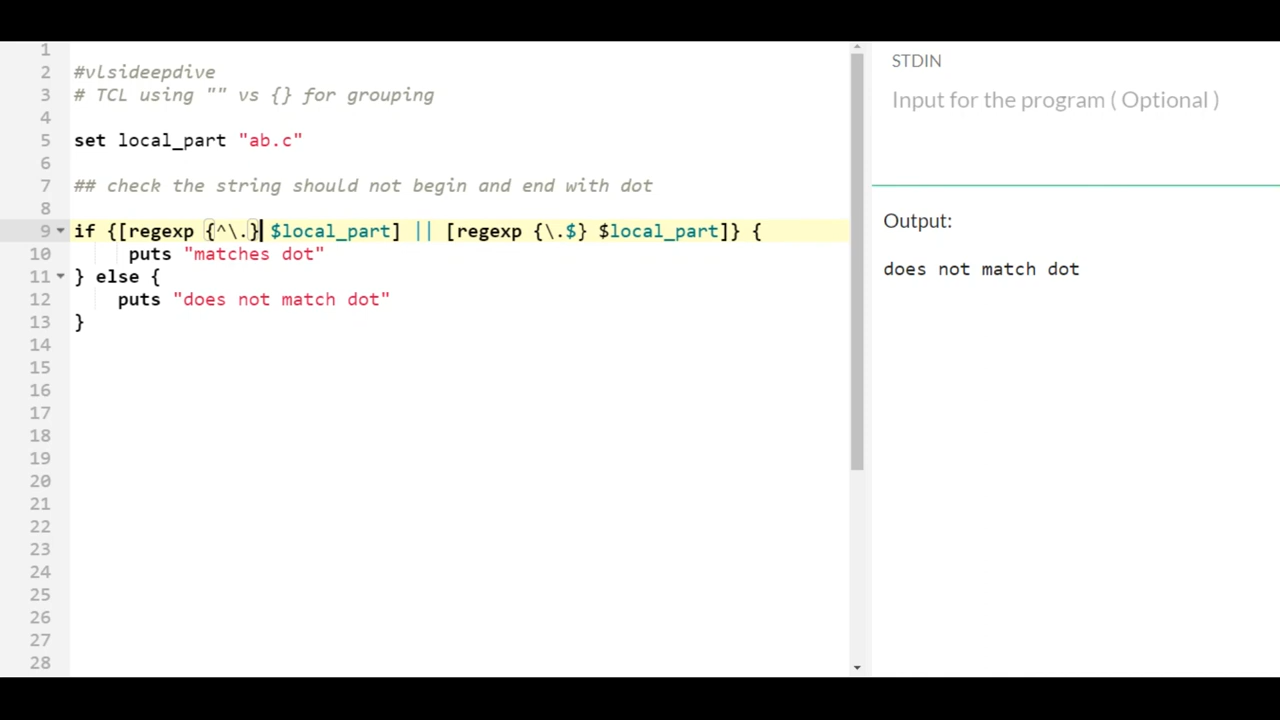 1
2 #vlsideepdive
3 # TCL using "" vs {} for grouping
4
5 set local_part "ab.c"
6
7 ## check the string should not begin and end with dot
8
9 if {[regexp {^\.} $local_part] || [regexp {\.$} $local_part]} {
10 puts "matches dot"
11 } else {
12 puts "does not match dot"
13 }
14
15
16
17
18
19
20
21
22
23
24
25
26
27
28
STDIN
Input for the program ( Optional )
Output:
does not match dot